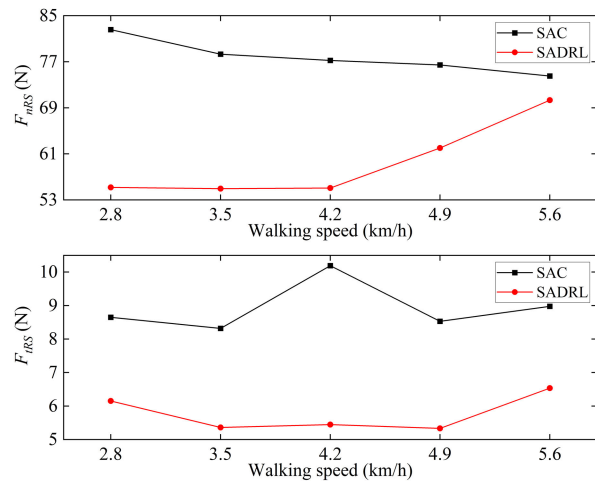 85
77
69
61
53
F_nRS (N)
SAC
SADRL
2.8 3.5 4.2 4.9 5.6
Walking speed (km/h)
10
9
8
7
6
5
F_tRS (N)
SAC
SADRL
2.8 3.5 4.2 4.9 5.6
Walking speed (km/h)